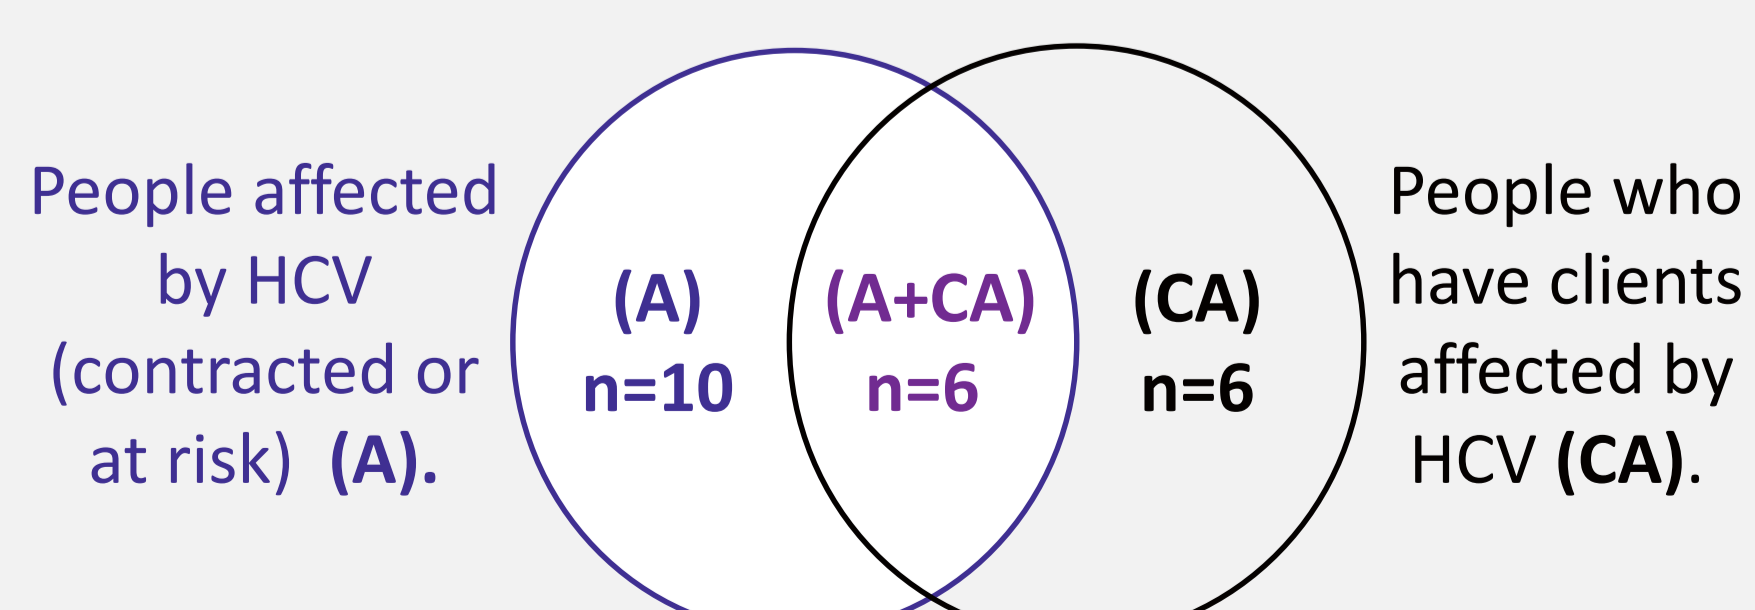 People affected
by HCV
(contracted or
at risk)  (A).
(A)
n=10
(A+CA)
n=6
(CA)
n=6
People who
have clients
affected by
HCV (CA).